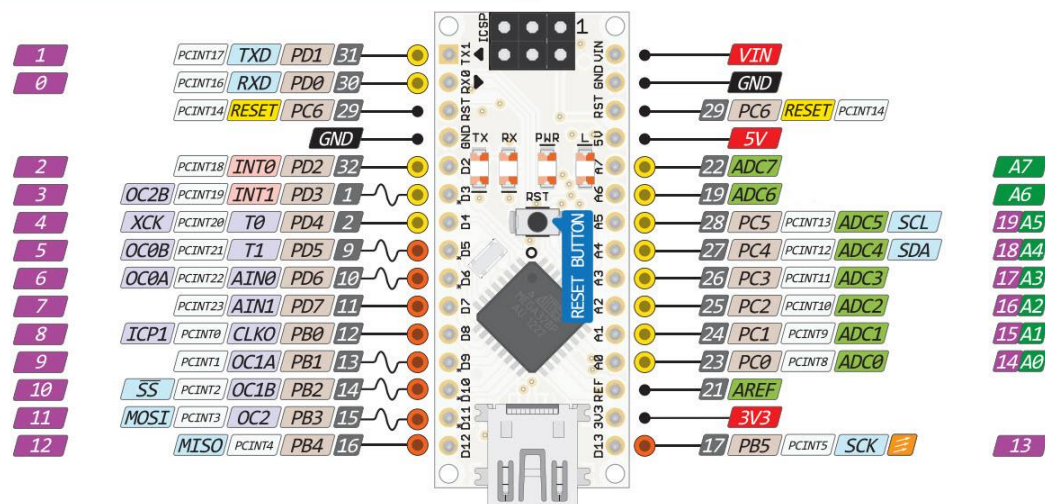 ICSP 1
1 PCINT17 TXD PD1 31 TX1 VIN VIN
0 PCINT16 RXD PD0 30 RX0 GND GND
PCINT14 RESET PC6 29 RST RST 29 PC6 RESET PCINT14
GND GND 5V 5V
TX RX PWR L
2 PCINT18 INT0 PD2 32 D2 A7 22 ADC7 A7
3 OC2B PCINT19 INT1 PD3 1 D3 A6 19 ADC6 A6
RST
4 XCK PCINT20 T0 PD4 2 D4 A5 28 PC5 PCINT13 ADC5 SCL 19 A5
5 OC0B PCINT21 T1 PD5 9 D5 A4 27 PC4 PCINT12 ADC4 SDA 18 A4
RESET BUTTON
6 OC0A PCINT22 AIN0 PD6 10 D6 A3 26 PC3 PCINT11 ADC3 17 A3
7 PCINT23 AIN1 PD7 11 D7 A2 25 PC2 PCINT10 ADC2 16 A2
8 ICP1 PCINT0 CLKO PB0 12 D8 A1 24 PC1 PCINT9 ADC1 15 A1
9 PCINT1 OC1A PB1 13 D9 A0 23 PC0 PCINT8 ADC0 14 A0
10 SS PCINT2 OC1B PB2 14 D10 REF 21 AREF
11 MOSI PCINT3 OC2 PB3 15 D11 3V3 3V3
12 MISO PCINT4 PB4 16 D12 D13 17 PB5 PCINT5 SCK 13